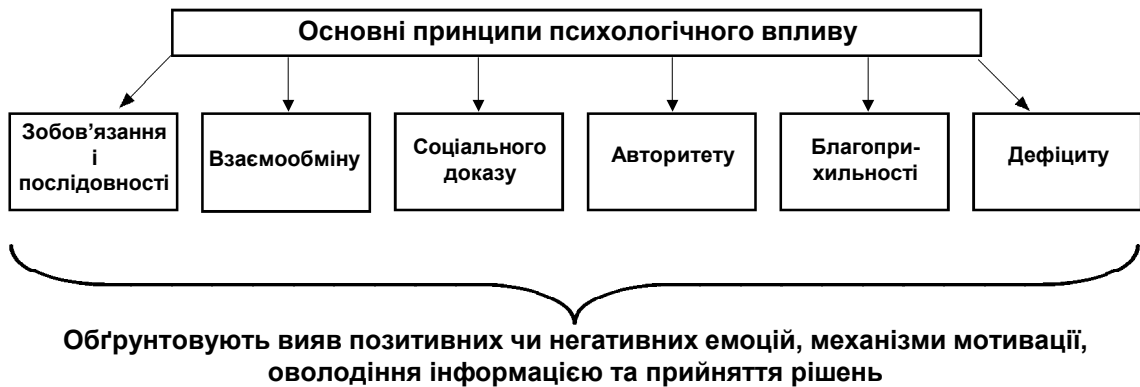 Основні принципи психологічного впливу
Зобов’язання
і
послідовності
Взаємообміну
Соціального
доказу
Авторитету
Благопри-
хильності
Дефіциту
Обґрунтовують вияв позитивних чи негативних емоцій, механізми мотивації,
оволодіння інформацією та прийняття рішень